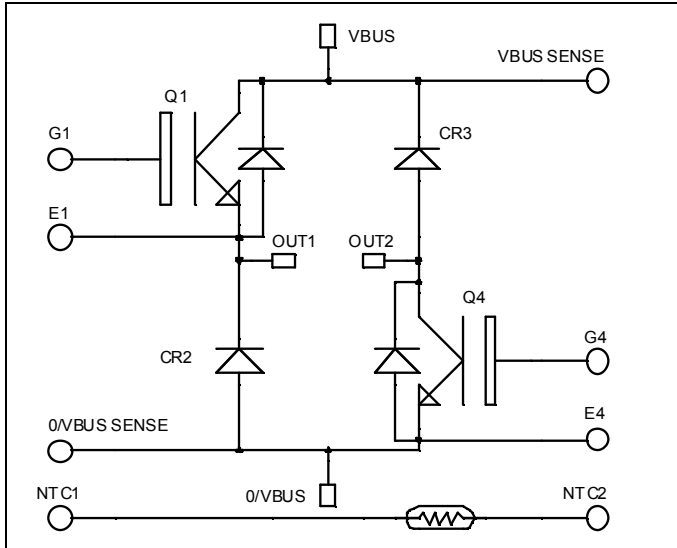 VBUS
VBUS SENSE
Q1
G1
CR3
E1
OUT1
OUT2
Q4
G4
CR2
E4
0/VBUS SENSE
NTC1
0/VBUS
NTC2